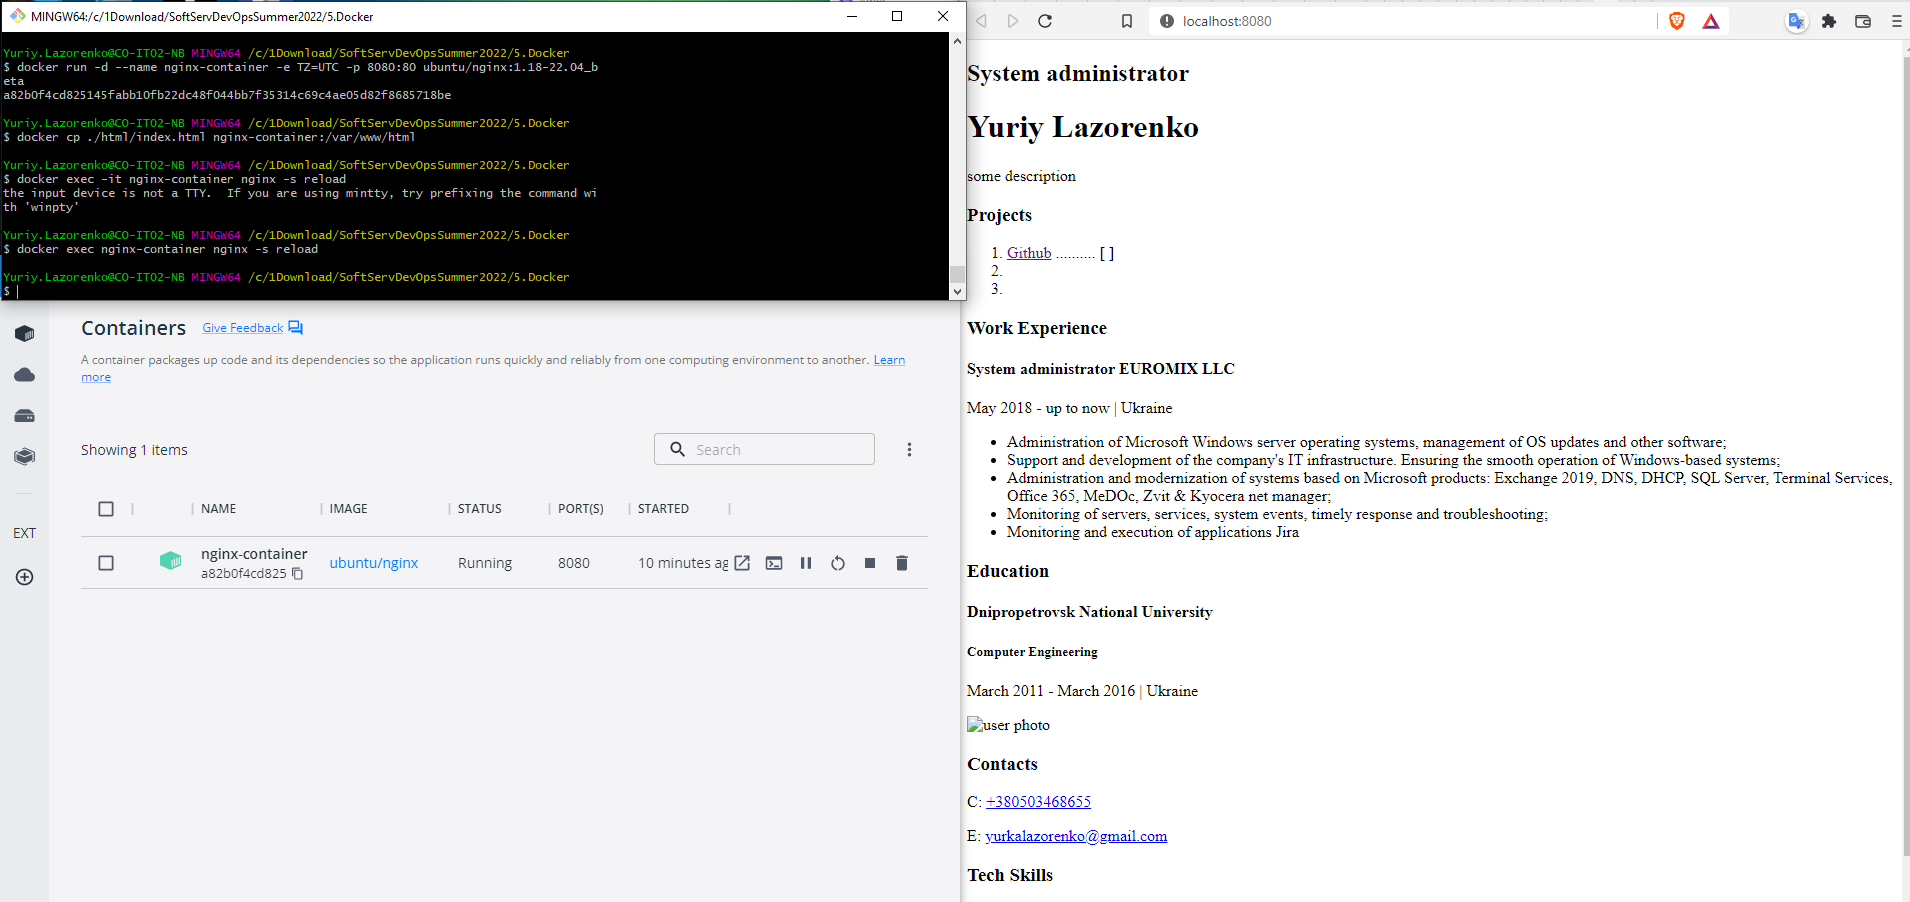 MINGW64:/c/1Download/SoftServDevOpsSummer2022/5.Docker
Yuriy.Lazorenko@CO-ITO2-NB MINGW64 /c/1Download/SoftServDevOpsSummer2022/5.Docker
$ docker run -d --name nginx-container -e TZ=UTC -p 8080:80 ubuntu/nginx:1.18-22.04_b
eta
a82b0f4cd825145fabb10fb22dc48f044bb7f35314c69c4ae05d82f8685718be
Yuriy.Lazorenko@CO-ITO2-NB MINGW64 /c/1Download/SoftServDevOpsSummer2022/5.Docker
$ docker cp ./html/index.html nginx-container:/var/www/html
Yuriy.Lazorenko@CO-ITO2-NB MINGW64 /c/1Download/SoftServDevOpsSummer2022/5.Docker
$ docker exec -it nginx-container nginx -s reload
the input device is not a TTY.  If you are using mintty, try prefixing the command wi
th 'winpty'
Yuriy.Lazorenko@CO-ITO2-NB MINGW64 /c/1Download/SoftServDevOpsSummer2022/5.Docker
$ docker exec nginx-container nginx -s reload
Yuriy.Lazorenko@CO-ITO2-NB MINGW64 /c/1Download/SoftServDevOpsSummer2022/5.Docker
$
Containers Give Feedback
A container packages up code and its dependencies so the application runs quickly and reliably from one computing environment to another. Learn
more
Showing 1 items
Search
NAME IMAGE STATUS PORT(S) STARTED
nginx-container ubuntu/nginx Running 8080 10 minutes ag
a82b0f4cd825
EXT
localhost:8080
System administrator
Yuriy Lazorenko
some description
Projects
1. Github .......... [ ]
2.
3.
Work Experience
System administrator EUROMIX LLC
May 2018 - up to now | Ukraine
• Administration of Microsoft Windows server operating systems, management of OS updates and other software;
• Support and development of the company's IT infrastructure. Ensuring the smooth operation of Windows-based systems;
• Administration and modernization of systems based on Microsoft products: Exchange 2019, DNS, DHCP, SQL Server, Terminal Services,
Office 365, MeDOc, Zvit & Kyocera net manager;
• Monitoring of servers, services, system events, timely response and troubleshooting;
• Monitoring and execution of applications Jira
Education
Dnipropetrovsk National University
Computer Engineering
March 2011 - March 2016 | Ukraine
user photo
Contacts
C: +380503468655
E: yurkalazorenko@gmail.com
Tech Skills